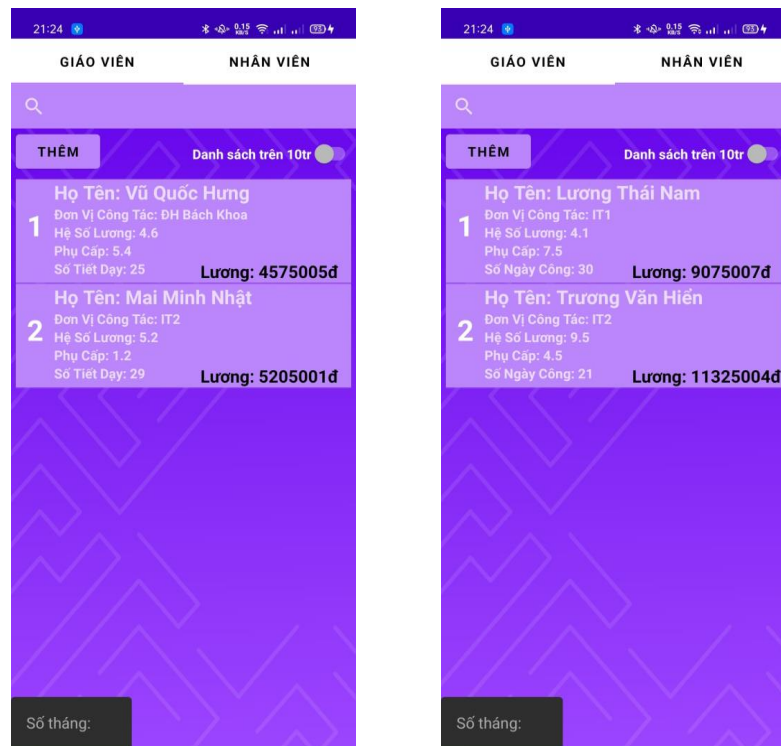 21:24
0.15
KB/S
93
GIÁO VIÊN
NHÂN VIÊN
THÊM
Danh sách trên 10tr
1
Họ Tên: Vũ Quốc Hưng
Đơn Vị Công Tác: ĐH Bách Khoa
Hệ Số Lương: 4.6
Phụ Cấp: 5.4
Số Tiết Dạy: 25
Lương: 4575005đ
2
Họ Tên: Mai Minh Nhật
Đơn Vị Công Tác: IT2
Hệ Số Lương: 5.2
Phụ Cấp: 1.2
Số Tiết Dạy: 29
Lương: 5205001đ
Số tháng:
21:24
0.15
KB/S
93
GIÁO VIÊN
NHÂN VIÊN
THÊM
Danh sách trên 10tr
1
Họ Tên: Lương Thái Nam
Đơn Vị Công Tác: IT1
Hệ Số Lương: 4.1
Phụ Cấp: 7.5
Số Ngày Công: 30
Lương: 9075007đ
2
Họ Tên: Trương Văn Hiển
Đơn Vị Công Tác: IT2
Hệ Số Lương: 9.5
Phụ Cấp: 4.5
Số Ngày Công: 21
Lương: 11325004đ
Số tháng: